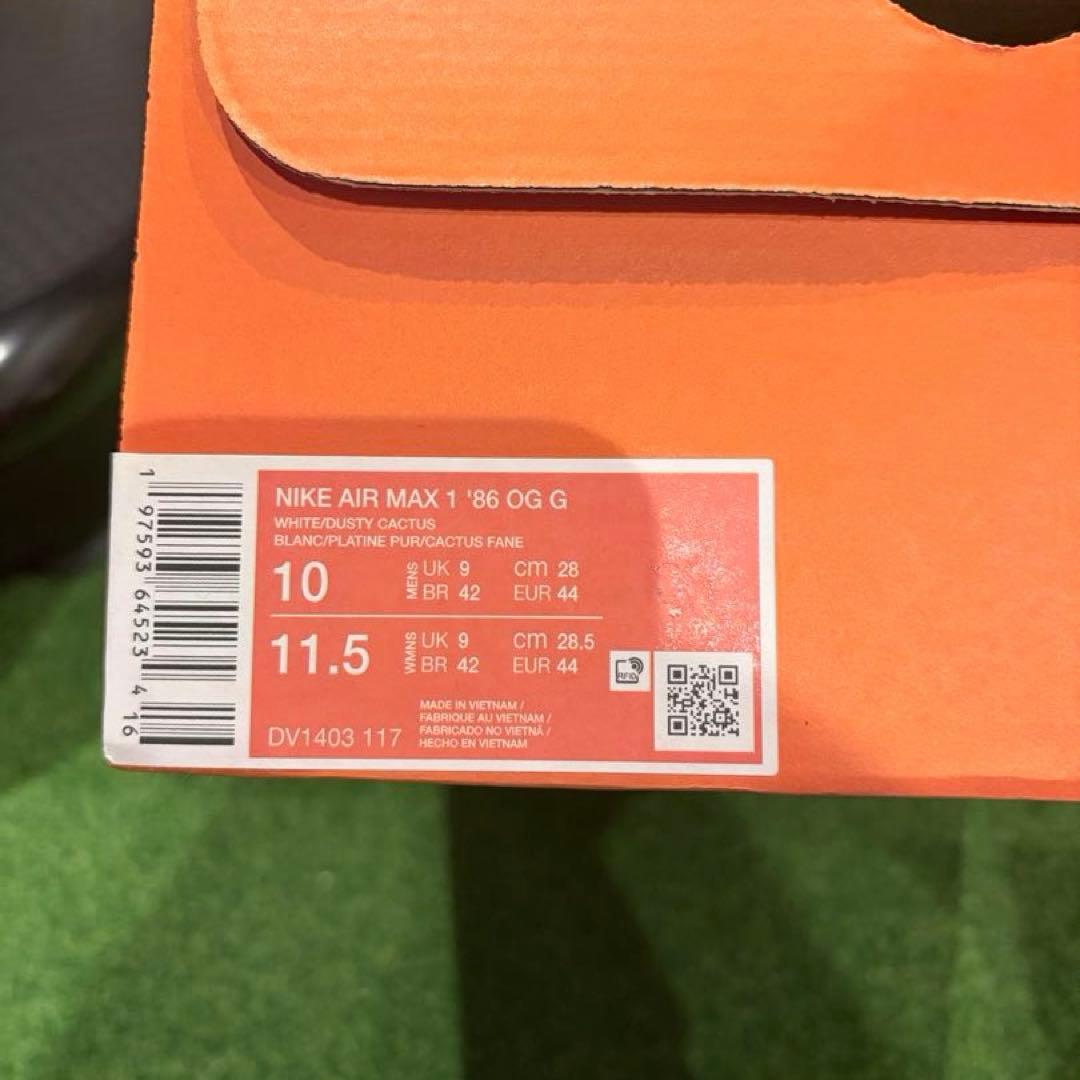 NIKE AIR MAX 1 '86 OG G
WHITE/DUSTY CACTUS
BLANC/PLATINE PUR/CACTUS FANE
10 MENS UK 9 cm 28
BR 42 EUR 44
11.5 WMNS UK 9 cm 28.5
BR 42 EUR 44
RFID
DV1403 117
MADE IN VIETNAM /
FABRIQUE AU VIETNAM /
FABRICADO NO VIETNÃ /
HECHO EN VIETNAM
1 97593 64523 4 16